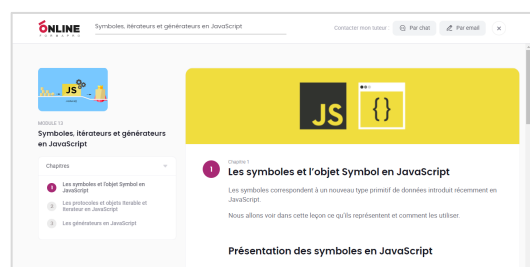 ONLINE
FORMAPRO
Symboles, itérateurs et générateurs en JavaScript
Contacter mon tuteur :
Par chat
Par email
×
JS
MODULE 13
Symboles, itérateurs et générateurs
en JavaScript
Chapitres
1 Les symboles et l'objet Symbol en
JavaScript
2 Les protocoles et objets Iterable et
Iterateur en JavaScript
3 Les générateurs en JavaScript
JS
{}
1
Chapitre 1
Les symboles et l'objet Symbol en JavaScript
Les symboles correspondent à un nouveau type primitif de données introduit récemment en
JavaScript.
Nous allons voir dans cette leçon ce qu'ils représentent et comment les utiliser
Présentation des symboles en JavaScript